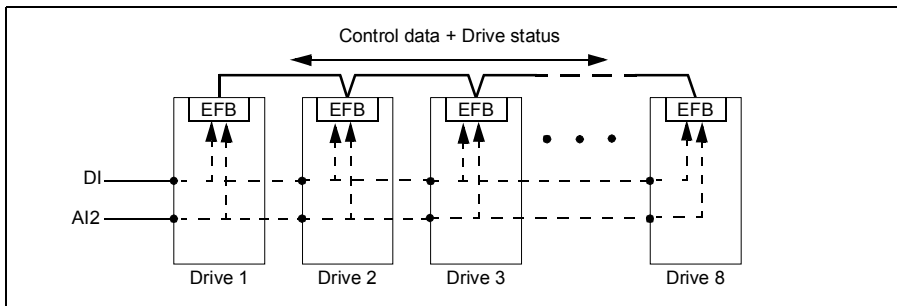 Control data + Drive status
EFB EFB EFB EFB
DI
AI2
Drive 1 Drive 2 Drive 3 Drive 8